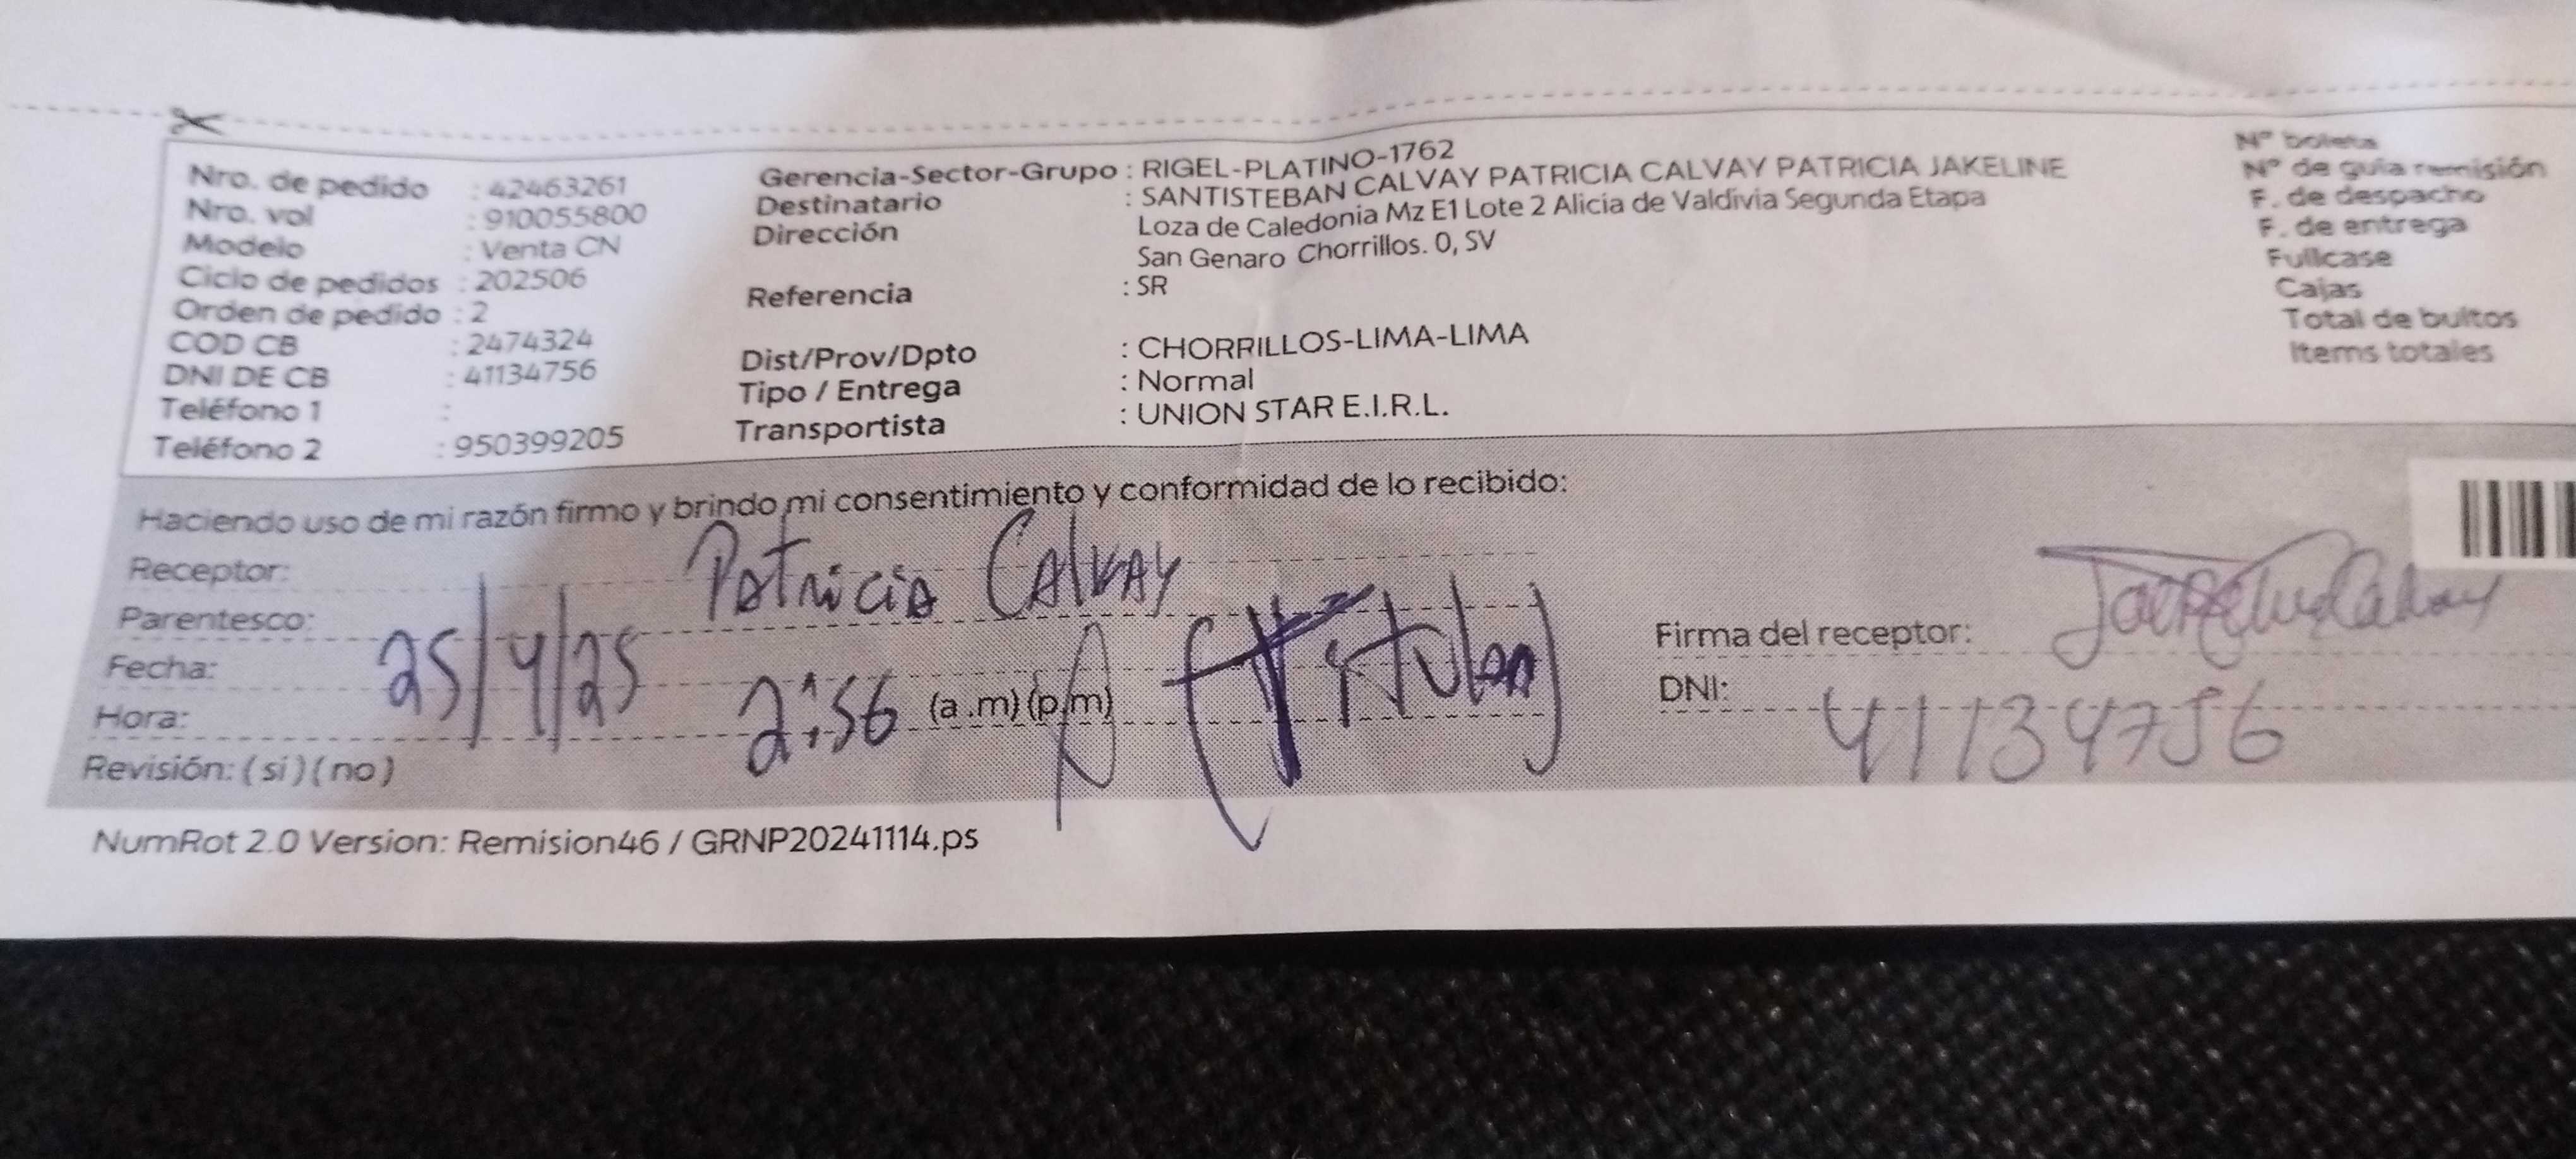 Nro. de pedido : 42463261
Nro. vol : 910055800
Modelo : Venta CN
Ciclo de pedidos : 202506
Orden de pedido : 2
COD CB : 2474324
DNI DE CB : 41134756
Teléfono 1 :
Teléfono 2 : 950399205
Gerencia-Sector-Grupo : RIGEL-PLATINO-1762
Destinatario : SANTISTEBAN CALVAY PATRICIA CALVAY PATRICIA JAKELINE
Dirección Loza de Caledonia Mz E1 Lote 2 Alicia de Valdivia Segunda Etapa
San Genaro Chorrillos. 0, SV
Referencia : SR
Dist/Prov/Dpto : CHORRILLOS-LIMA-LIMA
Tipo / Entrega : Normal
Transportista : UNION STAR E.I.R.L.
Nº boleta
Nº de guia remisión
F. de despacho
F. de entrega
Fullcase
Cajas
Total de bultos
Items totales
Haciendo uso de mi razón firmo y brindo mi consentimiento y conformidad de lo recibido:
Receptor: Patricia Calvay
Parentesco: (Titular)
Fecha: 25/4/25
Hora: 2:56 (a.m) (p.m)
Revisión: ( si ) ( no )
Firma del receptor: Calvay
DNI: 41134756
NumRot 2.0 Version: Remision46 / GRNP20241114.ps